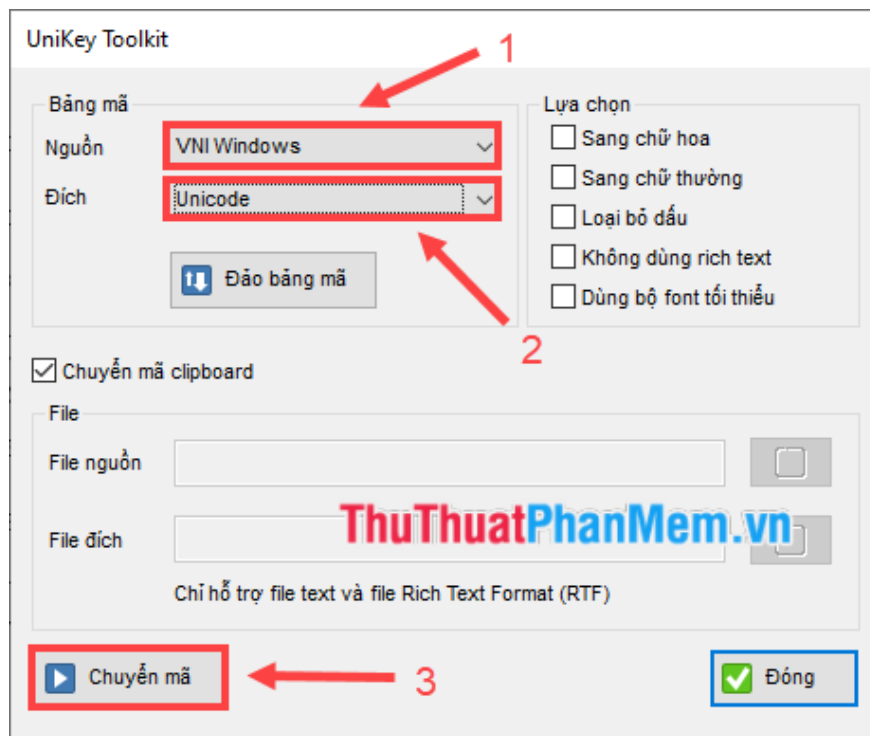 UniKey Toolkit
1
Bảng mã
Nguồn
VNI Windows
Đích
Unicode
Đảo bảng mã
2
Lựa chọn
Sang chữ hoa
Sang chữ thường
Loại bỏ dấu
Không dùng rich text
Dùng bộ font tối thiểu
Chuyển mã clipboard
File
File nguồn
ThuThuatPhanMem.vn
File đích
Chỉ hỗ trợ file text và file Rich Text Format (RTF)
Chuyển mã
3
Đóng